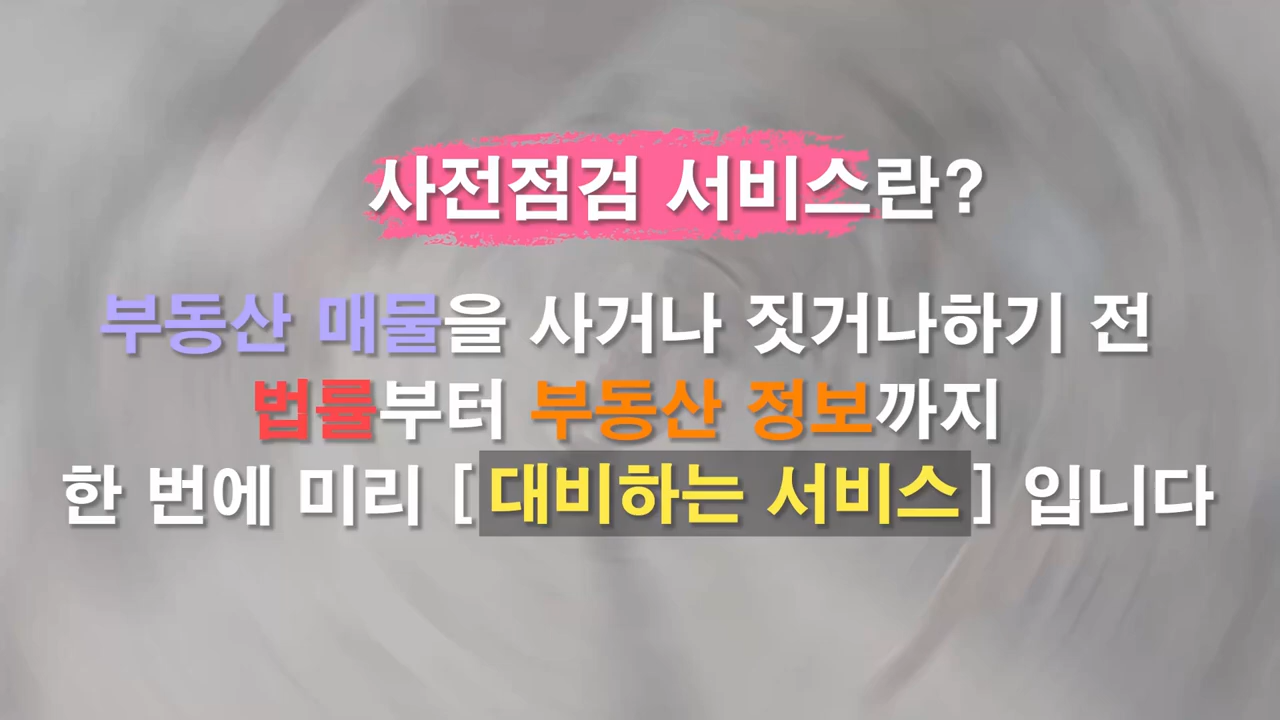 사전점검 서비스란?
부동산 매물을 사거나 짓거나하기 전
법률부터 부동산 정보까지
한 번에 미리 [대비하는 서비스] 입니다